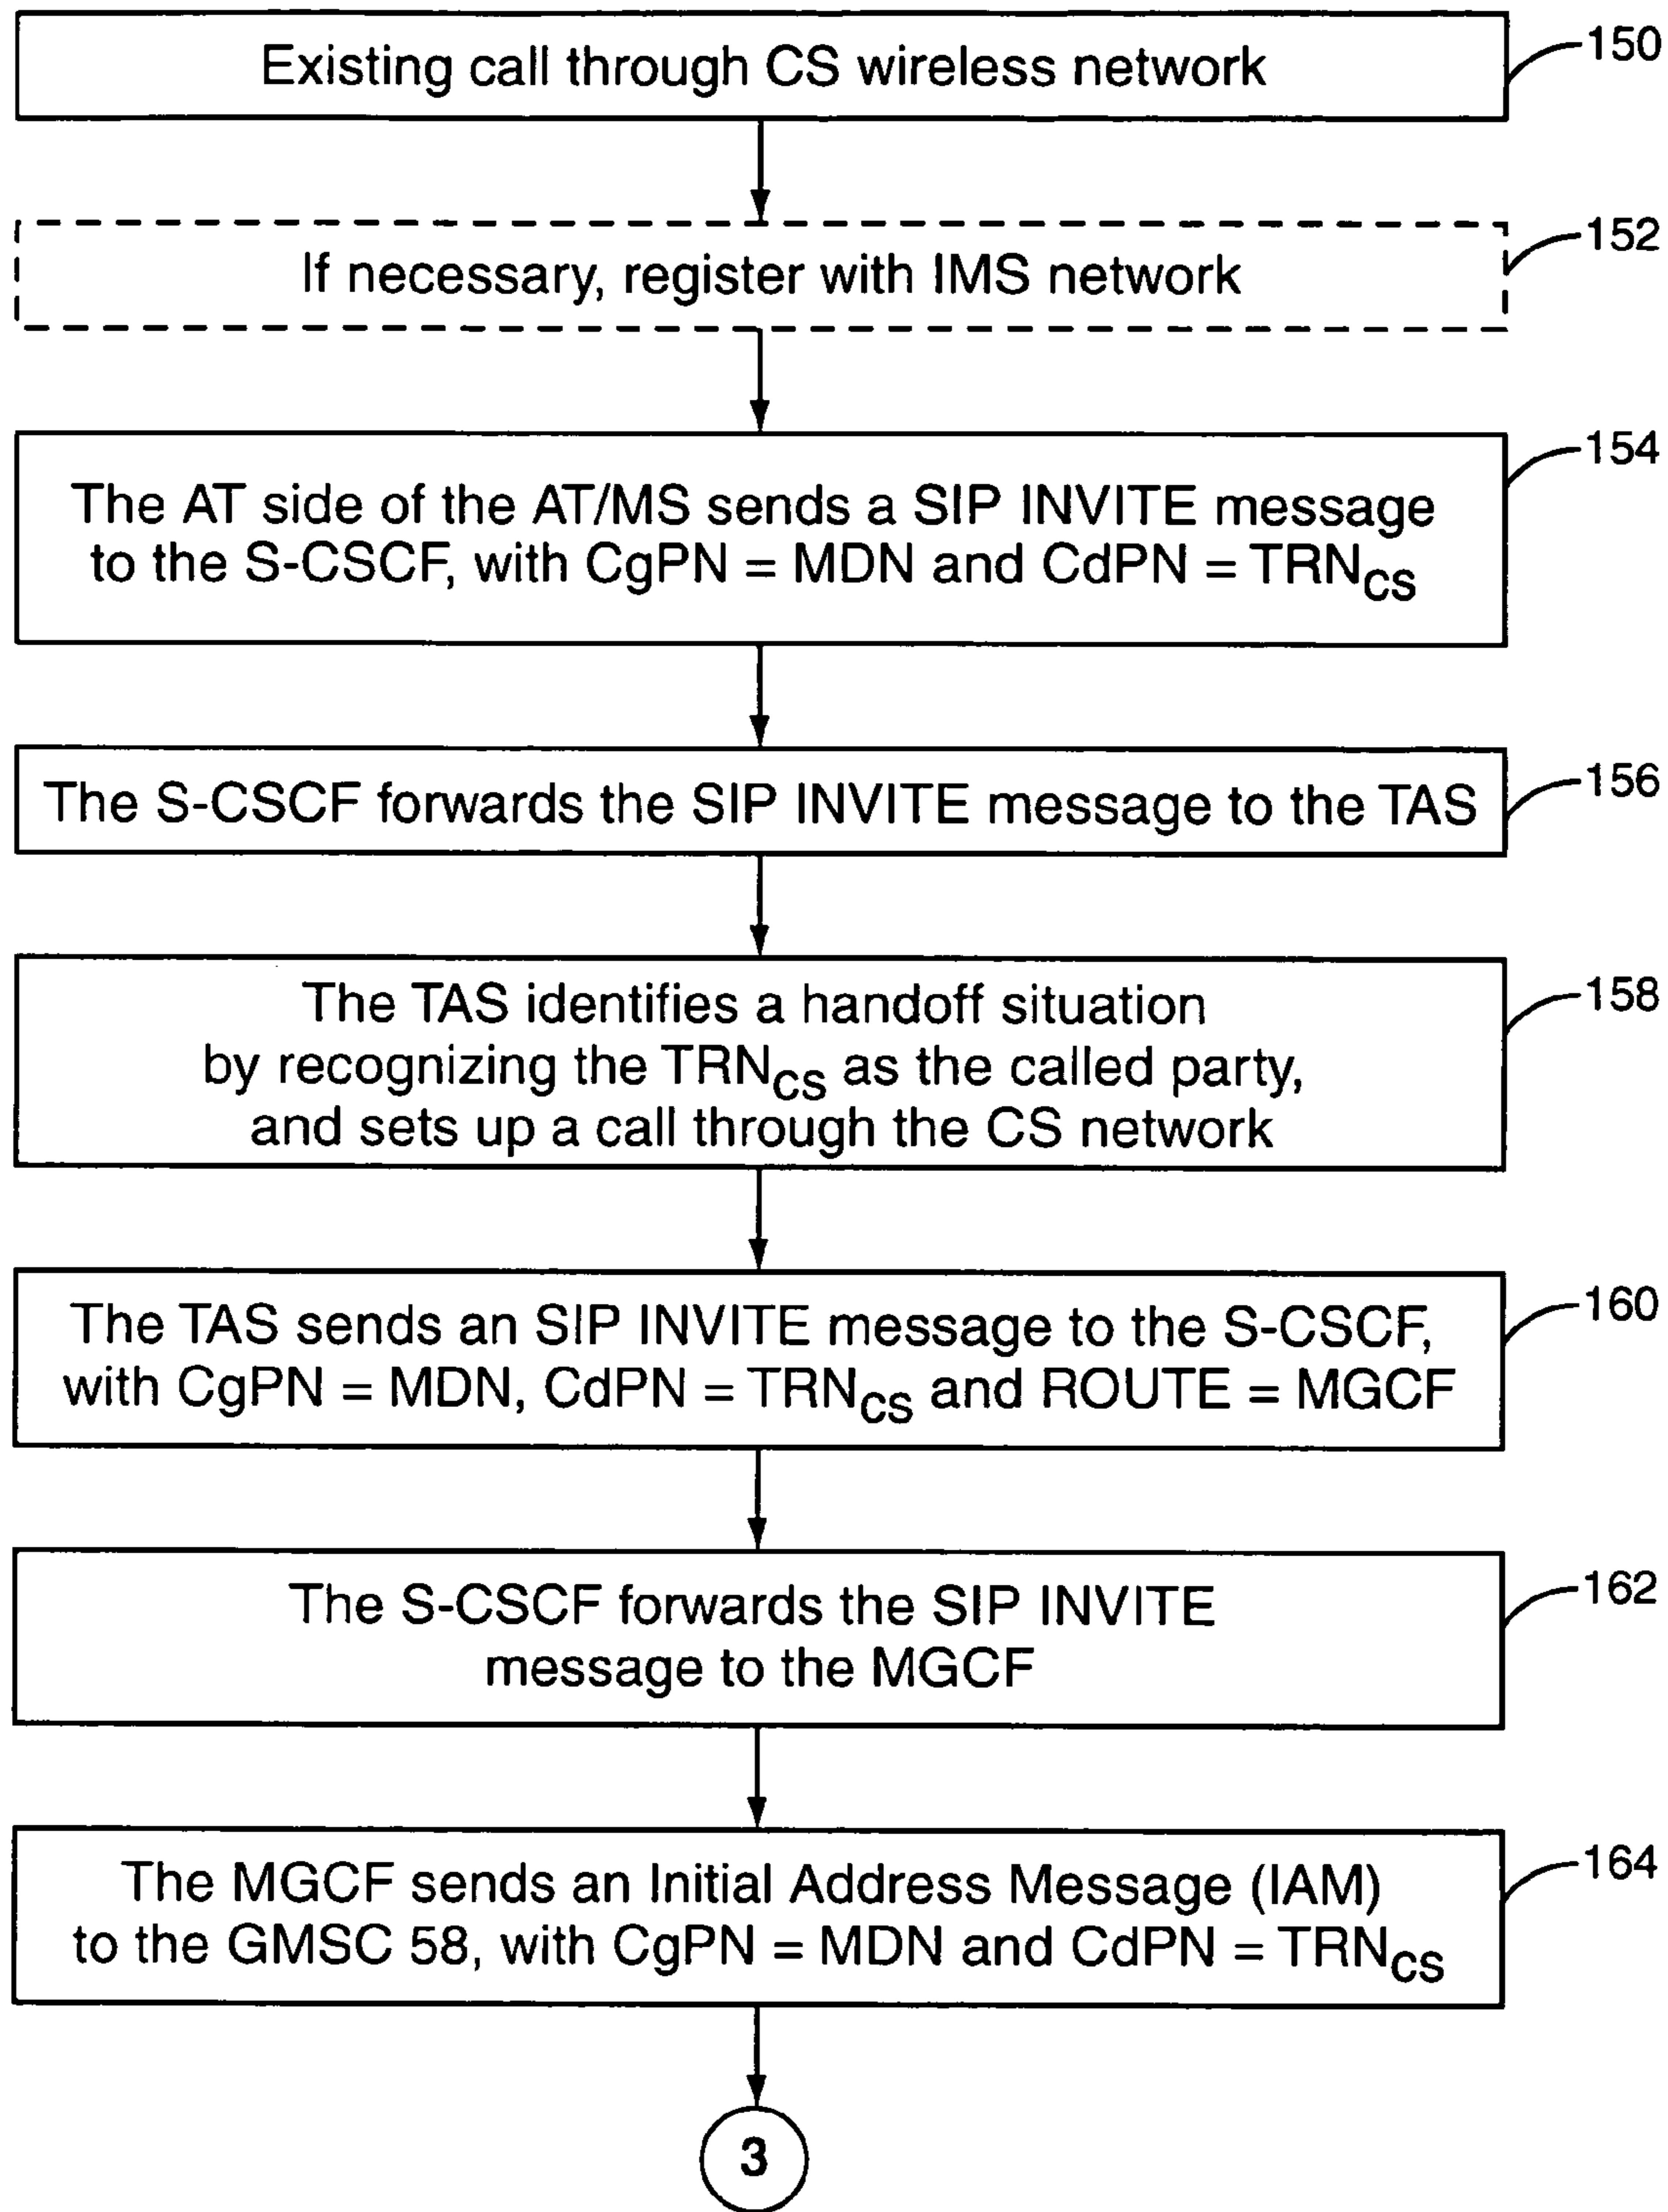 Existing call through CS wireless network
150
If necessary, register with IMS network
152
The AT side of the AT/MS sends a SIP INVITE message
to the S-CSCF, with CgPN = MDN and CdPN = TRNCS
154
The S-CSCF forwards the SIP INVITE message to the TAS
156
The TAS identifies a handoff situation
by recognizing the TRNCS as the called party,
and sets up a call through the CS network
158
The TAS sends an SIP INVITE message to the S-CSCF,
with CgPN = MDN, CdPN = TRNCS and ROUTE = MGCF
160
The S-CSCF forwards the SIP INVITE
message to the MGCF
162
The MGCF sends an Initial Address Message (IAM)
to the GMSC 58, with CgPN = MDN and CdPN = TRNCS
164
3